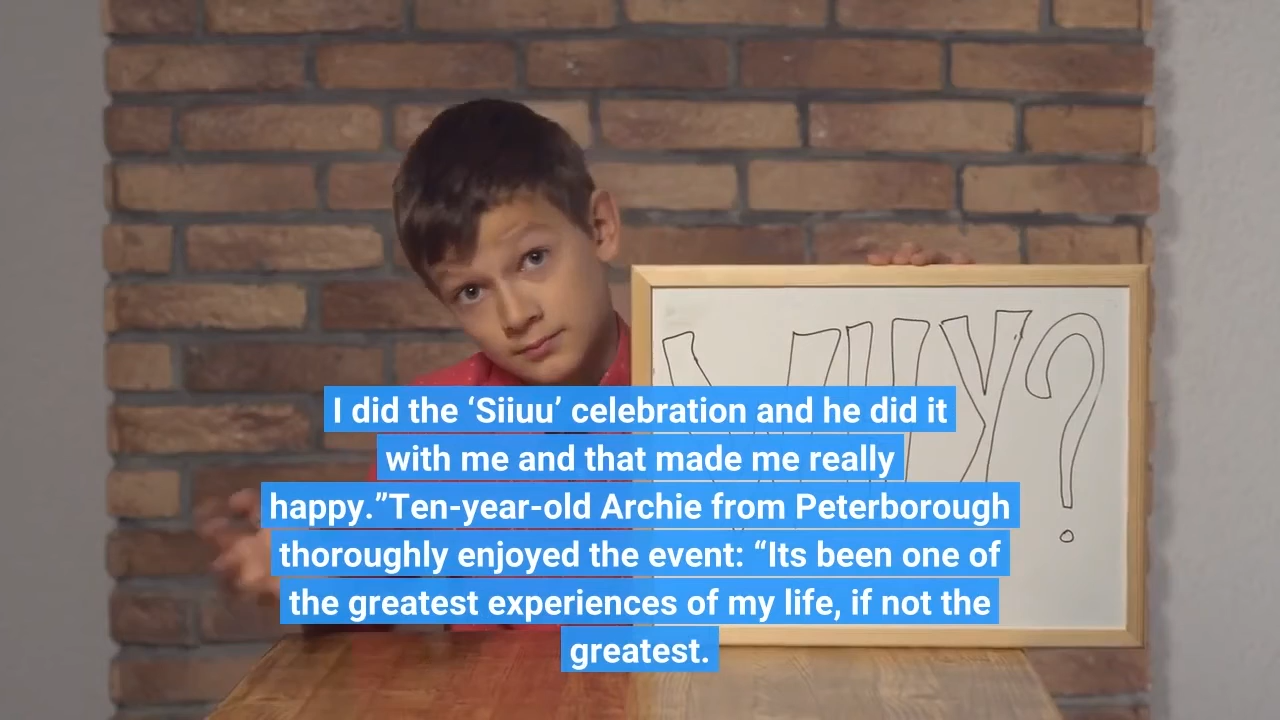 WHY?
I did the ‘Siiuu’ celebration and he did it
with me and that made me really
happy.”Ten-year-old Archie from Peterborough
thoroughly enjoyed the event: “Its been one of
the greatest experiences of my life, if not the
greatest.